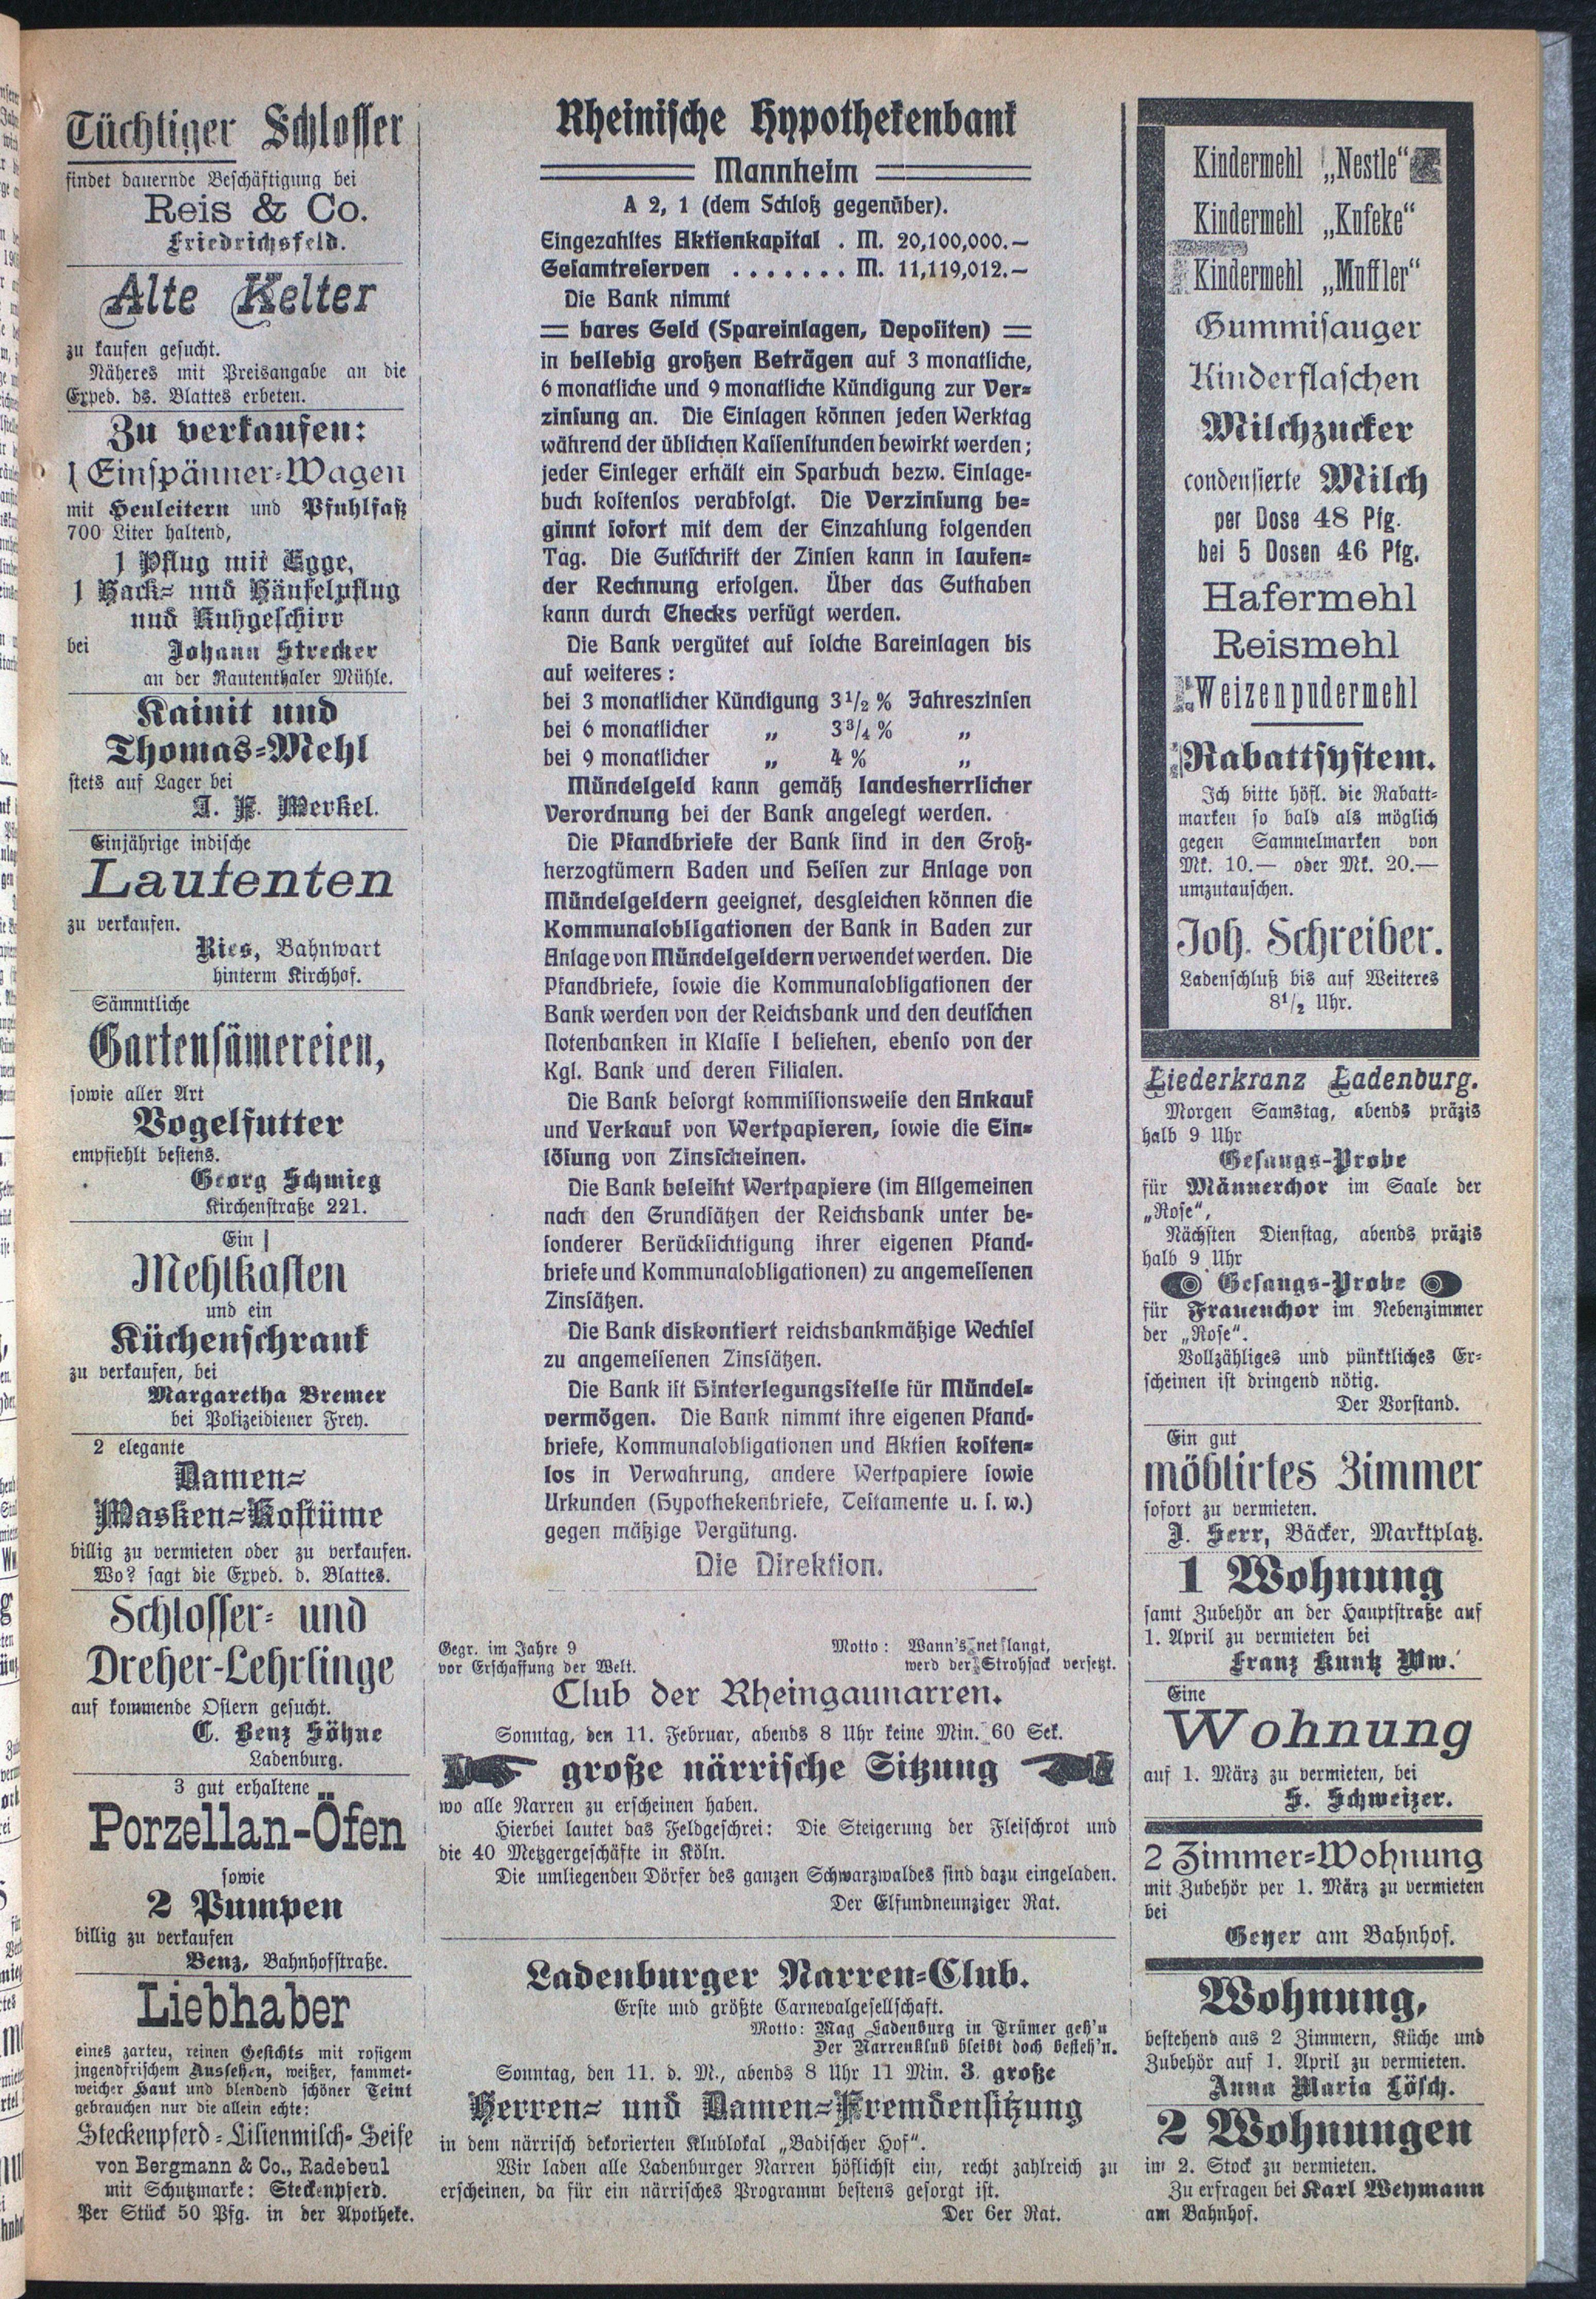 Tüchtiger Schlosser
findet dauernde Beschäftigung bei
Reis & Co.
Friedrichsfeld.
Alte Kelter
zu kaufen gesucht.
Näheres mit Preisangabe an die
Exped. ds. Blattes erbeten.
Zu verkaufen:
1 Einspänner-Wagen
mit Heuleitern und Pfuhlfaß
700 Liter haltend,
1 Pflug mit Egge,
1 Hack- und Häufelpflug
und Kuhgeschirr
bei Johann Strecker
an der Rautenthaler Mühle.
Kainit und
Thomas-Mehl
stets auf Lager bei
J. F. Merkel.
Einjährige indische
Laufenten
zu verkaufen.
Ries, Bahnwart
hinterm Kirchhof.
Sämmtliche
Gartensämereien,
sowie aller Art
Vogelfutter
empfiehlt bestens.
Georg Schmieg
Kirchenstraße 221.
Ein
Mehlkasten
und ein
Küchenschrank
zu verkaufen, bei
Margaretha Bremer
bei Polizeidiener Frey.
2 elegante
Damen-
Masken-Kostüme
billig zu vermieten oder zu verkaufen.
Wo? sagt die Exped. d. Blattes.
Schlosser- und
Dreher-Lehrlinge
auf kommende Ostern gesucht.
C. Benz Söhne
Ladenburg.
3 gut erhaltene
Porzellan-Öfen
sowie
2 Pumpen
billig zu verkaufen
Benz, Bahnhofstraße.
Liebhaber
eines zarten, reinen Gesichts mit rosigem
jngendfrischem Aussehen, weißer, sammet-
weicher Haut und blendend schöner Teint
gebrauchen nur die allein echte:
Steckenpferd-Lilienmilch-Seife
von Bergmann & Co., Radebeul
mit Schutzmarke: Steckenpferd.
Per Stück 50 Pfg. in der Apotheke.
Rheinische Hypothekenbank
Mannheim
A 2, 1 (dem Schloß gegenüber).
Eingezahltes Aktienkapital . M. 20,100,000.—
Gesamtreserven . . . . . . . M. 11,119,012.—
Die Bank nimmt
bares Geld (Spareinlagen, Depositen)
in beliebig großen Beträgen auf 3 monatliche,
6 monatliche und 9 monatliche Kündigung zur Ver-
zinsung an. Die Einlagen können jeden Werktag
während der üblichen Kassenstunden bewirkt werden;
jeder Einleger erhält ein Sparbuch bezw. Einlage-
buch kostenlos verabfolgt. Die Verzinsung be-
ginnt sofort mit dem der Einzahlung folgenden
Tag. Die Gutschrift der Zinsen kann in laufen-
der Rechnung erfolgen. Über das Guthaben
kann durch Checks verfügt werden.
Die Bank vergütet auf solche Bareinlagen bis
auf weiteres:
bei 3 monatlicher Kündigung 3½ % Jahreszinsen
bei 6 monatlicher „ 3¾ % „
bei 9 monatlicher „ 4 % „
Mündelgeld kann gemäß landesherrlicher
Verordnung bei der Bank angelegt werden.
Die Pfandbriefe der Bank sind in den Groß-
herzogtümern Baden und Hessen zur Anlage von
Mündelgeldern geeignet, desgleichen können die
Kommunalobligationen der Bank in Baden zur
Anlage von Mündelgeldern verwendet werden. Die
Pfandbriefe, sowie die Kommunalobligationen der
Bank werden von der Reichsbank und den deutschen
Notenbanken in Klasse I beliehen, ebenso von der
Kgl. Bank und deren Filialen.
Die Bank besorgt kommissionsweise den Ankauf
und Verkauf von Wertpapieren, sowie die Ein-
lösung von Zinsscheinen.
Die Bank beleiht Wertpapiere (im Allgemeinen
nach den Grundsätzen der Reichsbank unter be-
sonderer Berücksichtigung ihrer eigenen Pfand-
briefe und Kommunalobligationen) zu angemessenen
Zinssätzen.
Die Bank diskontiert reichsbankmäßige Wechsel
zu angemessenen Zinssätzen.
Die Bank ist Hinterlegungsstelle für Mündel-
vermögen. Die Bank nimmt ihre eigenen Pfand-
briefe, Kommunalobligationen und Aktien kosten-
los in Verwahrung, andere Wertpapiere sowie
Urkunden (Hypothekenbriefe, Testamente u. s. w.)
gegen mäßige Vergütung.
Die Direktion.
Gegr. im Jahre 9
vor Erschaffung der Welt.
Motto: Wann's net langt,
werd der Strohsack versetzt.
Club der Rheingaunarren.
Sonntag, den 11. Februar, abends 8 Uhr keine Min. 60 Sek.
große närrische Sitzung
wo alle Narren zu erscheinen haben.
Hierbei lautet das Feldgeschrei: Die Steigerung der Fleischrot und
die 40 Metzgergeschäfte in Köln.
Die umliegenden Dörfer des ganzen Schwarzwaldes sind dazu eingeladen.
Der Elfundneunziger Rat.
Ladenburger Narren-Club.
Erste und größte Carnevalgesellschaft.
Motto: Mag Ladenburg in Trümer geh'n
Der Narrenklub bleibt doch besteh'n.
Sonntag, den 11. d. M., abends 8 Uhr 11 Min. 3. große
Herren- und Damen-Fremdensitzung
in dem närrisch dekorierten Klublokal „Badischer Hof“.
Wir laden alle Ladenburger Narren höflichst ein, recht zahlreich zu
erscheinen, da für ein närrisches Programm bestens gesorgt ist.
Der 6er Rat.
Kindermehl „Nestle“
Kindermehl „Kufeke“
Kindermehl „Muffler“
Gummisauger
Kinderflaschen
Milchzucker
condensierte Milch
per Dose 48 Pfg.
bei 5 Dosen 46 Pfg.
Hafermehl
Reismehl
Weizenpudermehl
Rabattsystem.
Ich bitte höfl. die Rabatt-
marken so bald als möglich
gegen Sammelmarken von
Mk. 10.— oder Mk. 20.—
umzutauschen.
Joh. Schreiber.
Ladenschluß bis auf Weiteres
8½ Uhr.
Liederkranz Ladenburg.
Morgen Samstag, abends präzis
halb 9 Uhr
Gesangs-Probe
für Männerchor im Saale der
„Rose“,
Nächsten Dienstag, abends präzis
halb 9 Uhr
Gesangs-Probe
für Frauenchor im Nebenzimmer
der „Rose“.
Vollzähliges und pünktliches Er-
scheinen ist dringend nötig.
Der Vorstand.
Ein gut
möblirtes Zimmer
sofort zu vermieten.
J. Herr, Bäcker, Marktplatz.
1 Wohnung
samt Zubehör an der Hauptstraße auf
1. April zu vermieten bei
Franz Kuntz Ww.
Eine
Wohnung
auf 1. März zu vermieten, bei
H. Schweizer.
2 Zimmer-Wohnung
mit Zubehör per 1. März zu vermieten
bei
Geyer am Bahnhof.
Wohnung,
bestehend aus 2 Zimmern, Küche und
Zubehör auf 1. April zu vermieten.
Anna Maria Lösch.
2 Wohnungen
im 2. Stock zu vermieten.
Zu erfragen bei Karl Weymann
am Bahnhof.